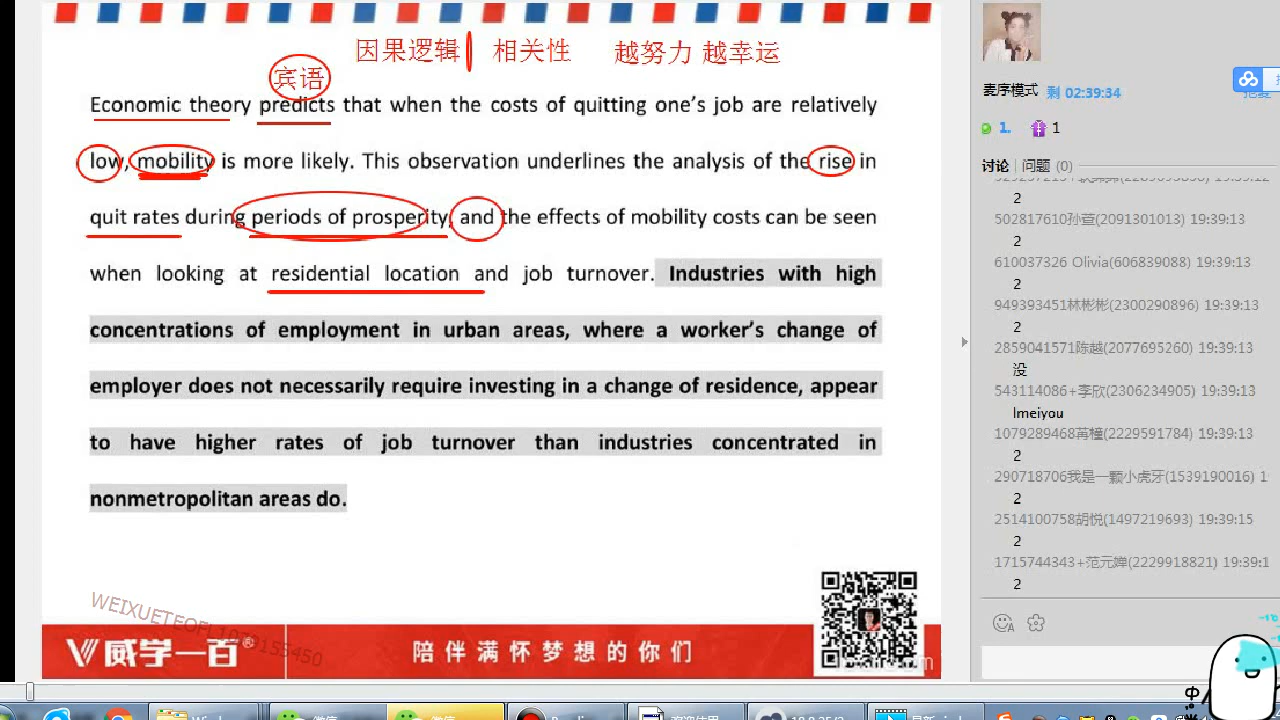 因果逻辑 相关性 越努力 越幸运
宾语
Economic theory predicts that when the costs of quitting one's job are relatively
low, mobility is more likely. This observation underlines the analysis of the rise in
quit rates during periods of prosperity, and the effects of mobility costs can be seen
when looking at residential location and job turnover. Industries with high
concentrations of employment in urban areas, where a worker's change of
employer does not necessarily require investing in a change of residence, appear
to have higher rates of job turnover than industries concentrated in
nonmetropolitan areas do.
WEIXUETEOFL1079155450
威学一百®
陪伴满怀梦想的你们
麦序模式 剩 02:39:34
1. 1
讨论 问题 (0)
2
502817610孙萱(2091301013) 19:39:13
2
610037326 Olivia(606839088) 19:39:13
2
949393451林彬彬(2300290896) 19:39:13
2
2859041571陈越(2077695260) 19:39:13
没
543114086+李欣(2306234905) 19:39:13
lmeiyou
1079289468苒橦(2229591784) 19:39:13
2
290718706我是一颗小虎牙(1539190016) 1
2
2514100758胡悦(1497219693) 19:39:15
2
1715744343+范元婵(2229918821) 19:39:1
2
中